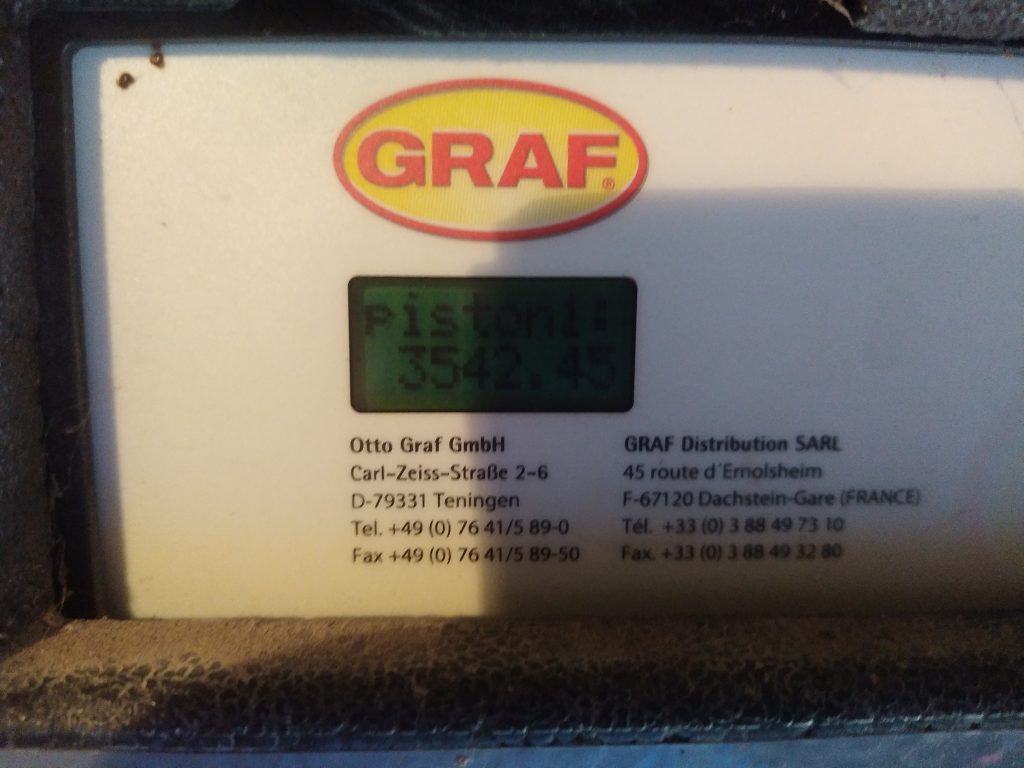 GRAF®
piston1:
3542.45
Otto Graf GmbH
Carl-Zeiss-Straße 2-6
D-79331 Teningen
Tel. +49 (0) 76 41/5 89-0
Fax +49 (0) 76 41/5 89-50
GRAF Distribution SARL
45 route d´Ernolsheim
F-67120 Dachstein-Gare (FRANCE)
Tél. +33 (0) 3 88 49 73 10
Fax. +33 (0) 3 88 49 32 80